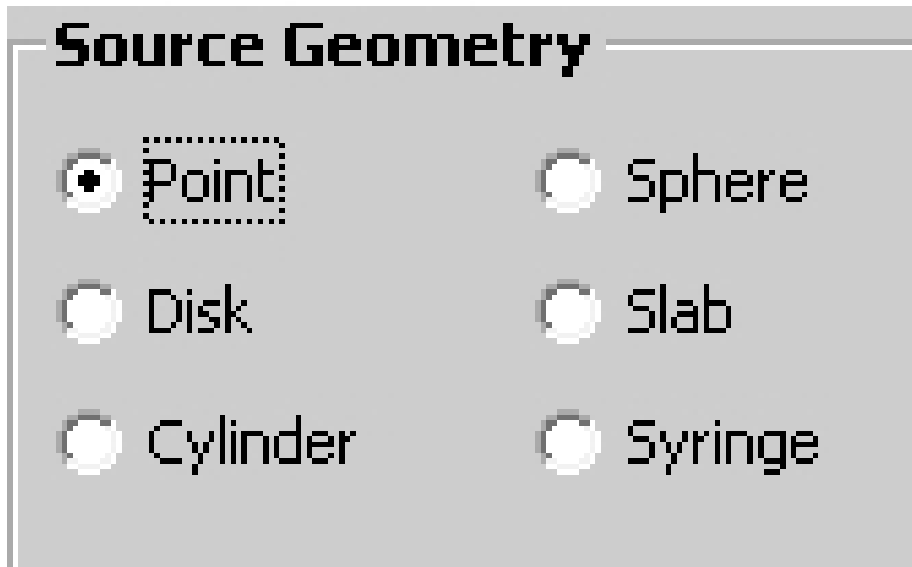 Source Geometry
Point Sphere
Disk Slab
Cylinder Syringe